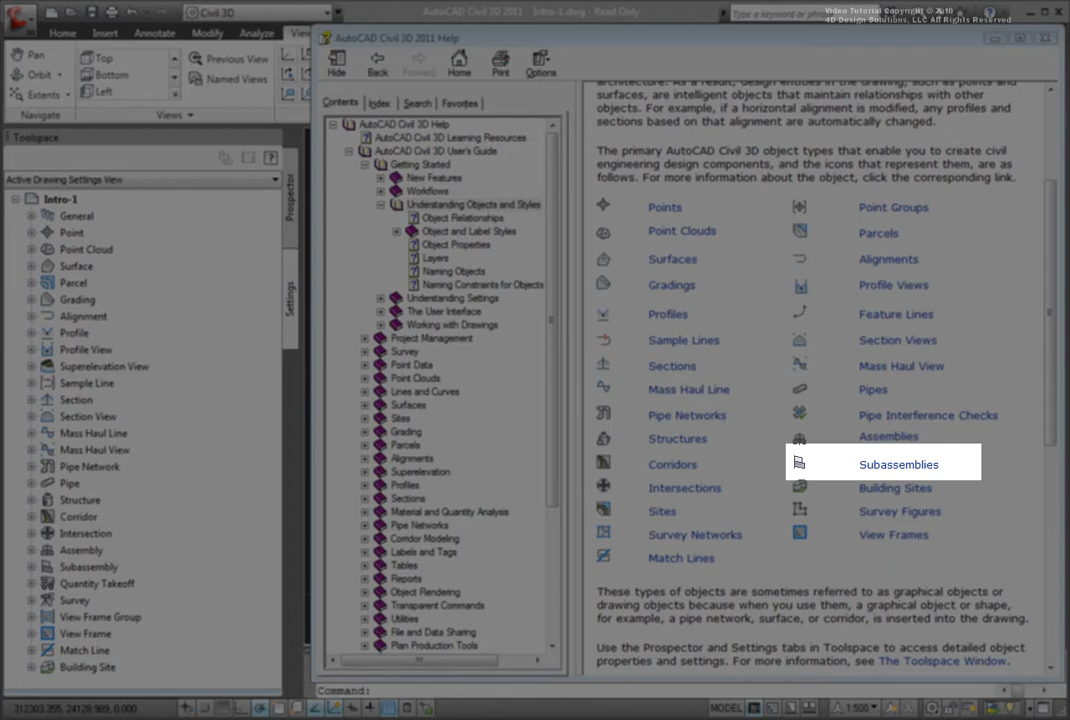 Video Tutorial Copyright © 2010
4D Design Solutions, LLC All Rights Reserved
Civil 3D
AutoCAD Civil 3D 2011 - Intro-1.dwg - Read Only
Type a keyword or phrase
Home Insert Annotate Modify Analyze
Pan
Orbit
Extents
Navigate
Top
Bottom
Left
Previous View
Named Views
Views
Toolspace
Active Drawing Settings View
Prospector
Settings
Intro-1
General
Point
Point Cloud
Surface
Parcel
Grading
Alignment
Profile
Profile View
Superelevation View
Sample Line
Section
Section View
Mass Haul Line
Mass Haul View
Pipe Network
Pipe
Structure
Corridor
Intersection
Assembly
Subassembly
Quantity Takeoff
Survey
View Frame Group
View Frame
Match Line
Building Site
AutoCAD Civil 3D 2011 Help
Hide Back Forward Home Print Options
Contents Index Search Favorites
AutoCAD Civil 3D Help
AutoCAD Civil 3D Learning Resources
AutoCAD Civil 3D User's Guide
Getting Started
New Features
Workflows
Understanding Objects and Styles
Object Relationships
Object and Label Styles
Object Properties
Layers
Naming Objects
Naming Constraints for Objects
Understanding Settings
The User Interface
Working with Drawings
Project Management
Survey
Point Data
Point Clouds
Lines and Curves
Surfaces
Sites
Grading
Parcels
Alignments
Superelevation
Profiles
Sections
Material and Quantity Analysis
Pipe Networks
Corridor Modeling
Labels and Tags
Tables
Reports
Object Rendering
Transparent Commands
Utilities
File and Data Sharing
Plan Production Tools
architecture. As a result, design entities in the drawing, such as points and
surfaces, are intelligent objects that maintain relationships with other
objects. For example, if a horizontal alignment is modified, any profiles and
sections based on that alignment are automatically changed.
The primary AutoCAD Civil 3D object types that enable you to create civil
engineering design components, and the icons that represent them, are as
follows. For more information about the object, click the corresponding link.
Points Point Groups
Point Clouds Parcels
Surfaces Alignments
Gradings Profile Views
Profiles Feature Lines
Sample Lines Section Views
Sections Mass Haul View
Mass Haul Line Pipes
Pipe Networks Pipe Interference Checks
Structures Assemblies
Corridors Subassemblies
Intersections Building Sites
Sites Survey Figures
Survey Networks View Frames
Match Lines
These types of objects are sometimes referred to as graphical objects or
drawing objects because when you use them, a graphical object or shape,
for example, a pipe network, surface, or corridor, is inserted into the drawing.
Use the Prospector and Settings tabs in Toolspace to access detailed object
properties and settings. For more information, see The Toolspace Window.
Command:
312303.355, 24129.989, 0.000
MODEL
1:500